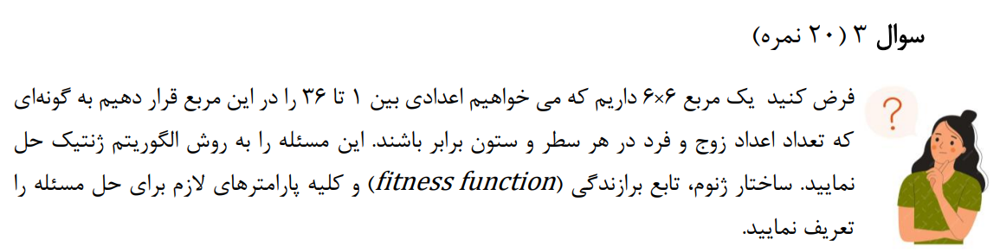 سوال ۳ (۲۰ نمره)
فرض کنید یک مربع ۶×۶ داریم که می خواهیم اعدادی بین ۱ تا ۳۶ را در این مربع قرار دهیم به گونه‌ای
که تعداد اعداد زوج و فرد در هر سطر و ستون برابر باشند. این مسئله را به روش الگوریتم ژنتیک حل
نمایید. ساختار ژنوم، تابع برازندگی (fitness function) و کلیه پارامترهای لازم برای حل مسئله را
تعریف نمایید.
?